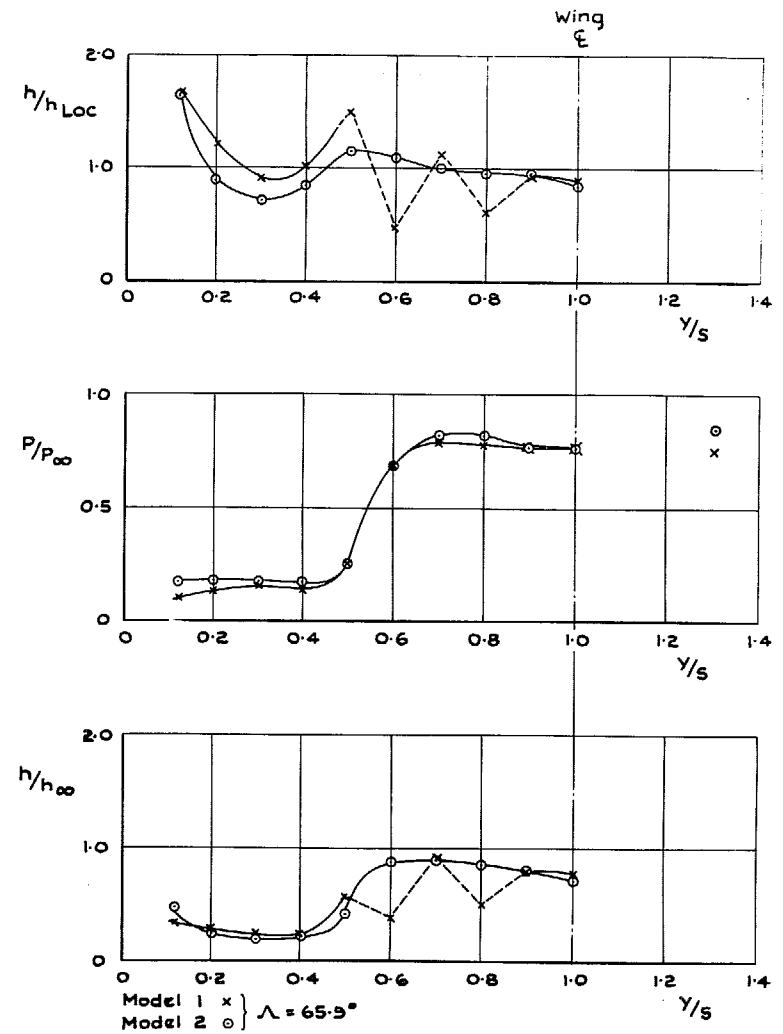 Wing
℄
2·0
h/h Loc
1·0
0
0 0·2 0·4 0·6 0·8 1·0 1·2 1·4
Y/S
1·0
P/P∞
0·5
0
0 0·2 0·4 0·6 0·8 1·0 1·2 1·4
Y/S
2·0
h/h∞
1·0
0
0 0·2 0·4 0·6 0·8 1·0 1·2 1·4
Y/S
Model 1 x
Model 2 ⊙
} Λ = 65·9°